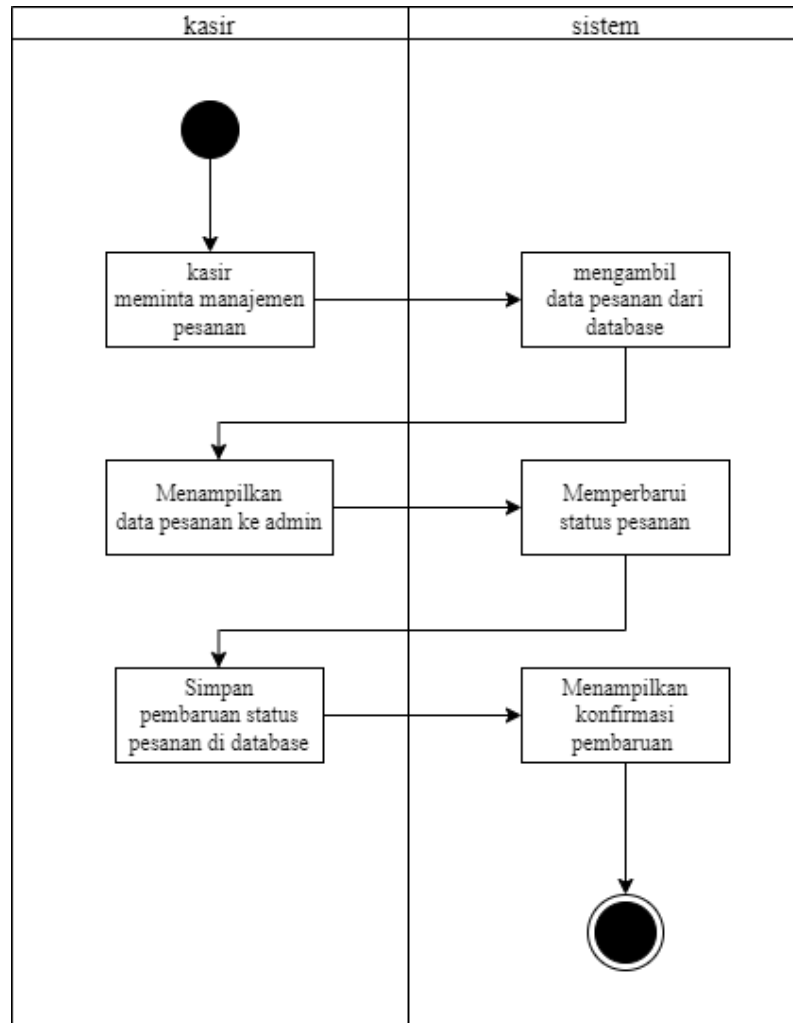 kasir
sistem
kasir
meminta manajemen
pesanan
mengambil
data pesanan dari
database
Menampilkan
data pesanan ke admin
Memperbarui
status pesanan
Simpan
pembaruan status
pesanan di database
Menampilkan
konfirmasi
pembaruan